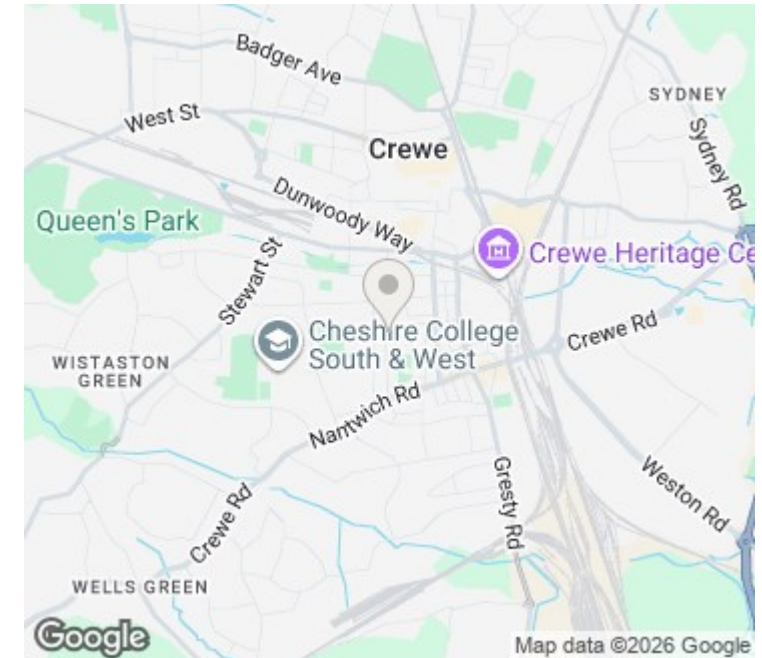 Badger Ave
SYDNEY
West St
Crewe
Sydney Rd
Dunwoody Way
Queen's Park
Crewe Heritage Ce
Stewart St
Cheshire College
South & West
Crewe Rd
WISTASTON
GREEN
Nantwich Rd
Weston Rd
Gresty Rd
Crewe Rd
WELLS GREEN
Google
Map data ©2026 Google